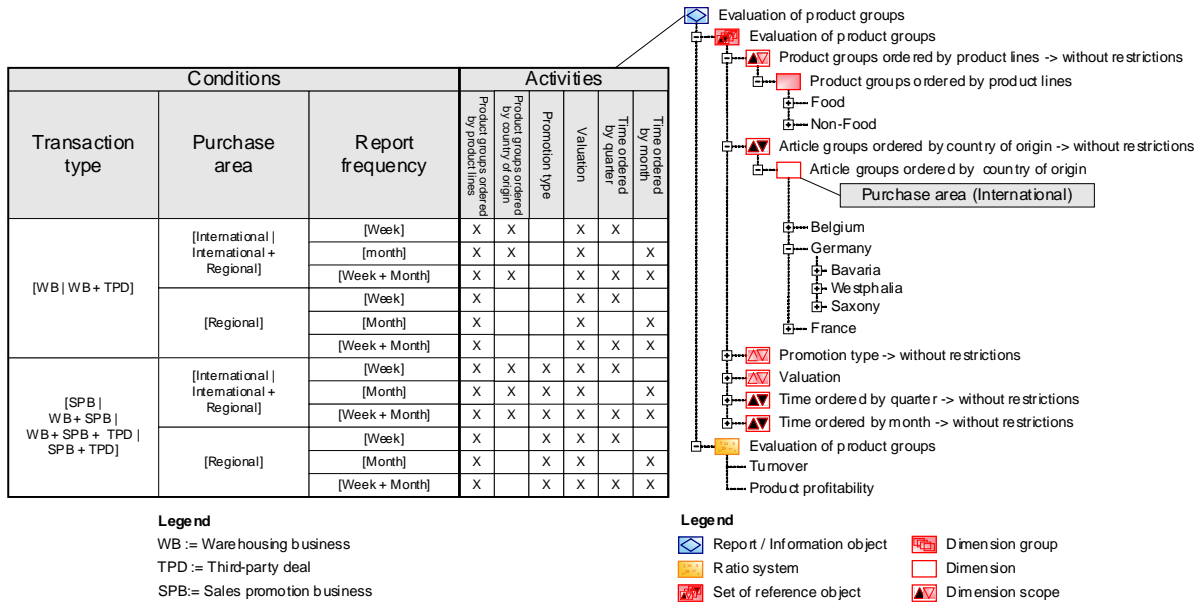 Conditions
Activities
Transaction
type
Purchase
area
Report
frequency
Product groups ordered
by product lines
Product groups ordered
by country of origin
Promotion type
Valuation
Time ordered
by quarter
Time ordered
by month
[WB | WB + TPD]
[International |
International +
Regional]
[Week] X X X X
[month] X X X X
[Week + Month] X X X X X
[Regional]
[Week] X X X
[Month] X X X
[Week + Month] X X X X
[SPB |
WB + SPB |
WB + SPB + TPD |
SPB + TPD]
[International |
International +
Regional]
[Week] X X X X X
[Month] X X X X X
[Week + Month] X X X X X X
[Regional]
[Week] X X X X
[Month] X X X X
[Week + Month] X X X X X
Legend
WB := Warehousing business
TPD := Third-party deal
SPB:= Sales promotion business
Evaluation of product groups
Evaluation of product groups
Product groups ordered by product lines -> without restrictions
Product groups ordered by product lines
Food
Non-Food
Article groups ordered by country of origin -> without restrictions
Article groups ordered by country of origin
Purchase area (International)
Belgium
Germany
Bavaria
Westphalia
Saxony
France
Promotion type -> without restrictions
Valuation
Time ordered by quarter -> without restrictions
Time ordered by month -> without restrictions
Evaluation of product groups
Turnover
Product profitability
Legend
Report / Information object
Ratio system
Set of reference object
Dimension group
Dimension
Dimension scope